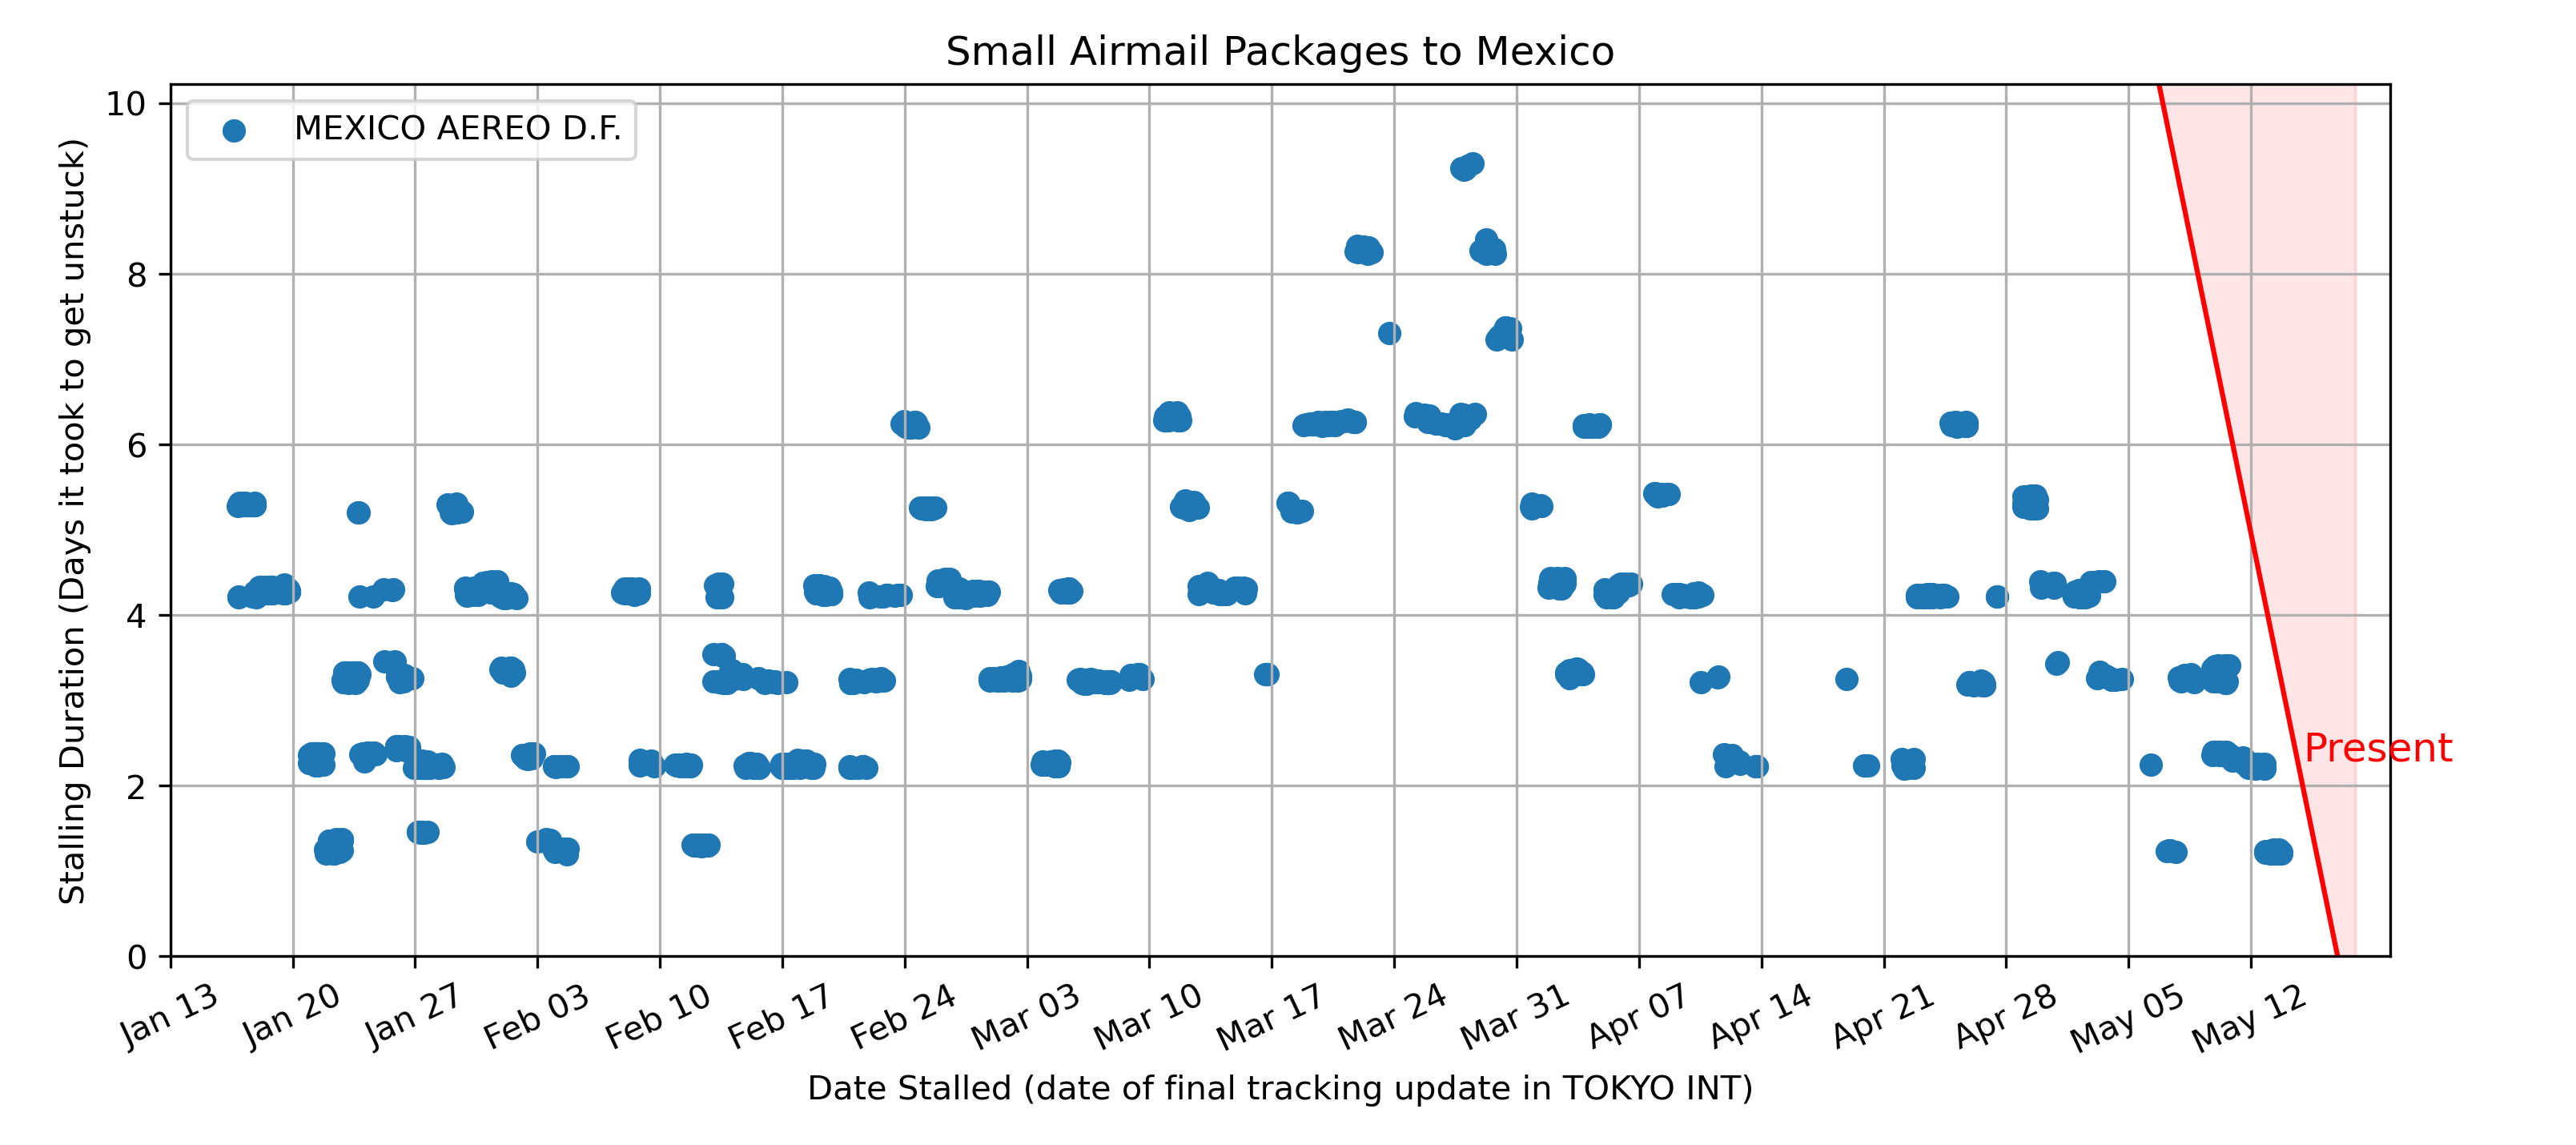 Small Airmail Packages to Mexico
MEXICO AEREO D.F.
Stalling Duration (Days it took to get unstuck)
10
8
6
4
2
0
Present
Jan 13
Jan 20
Jan 27
Feb 03
Feb 10
Feb 17
Feb 24
Mar 03
Mar 10
Mar 17
Mar 24
Mar 31
Apr 07
Apr 14
Apr 21
Apr 28
May 05
May 12
Date Stalled (date of final tracking update in TOKYO INT)